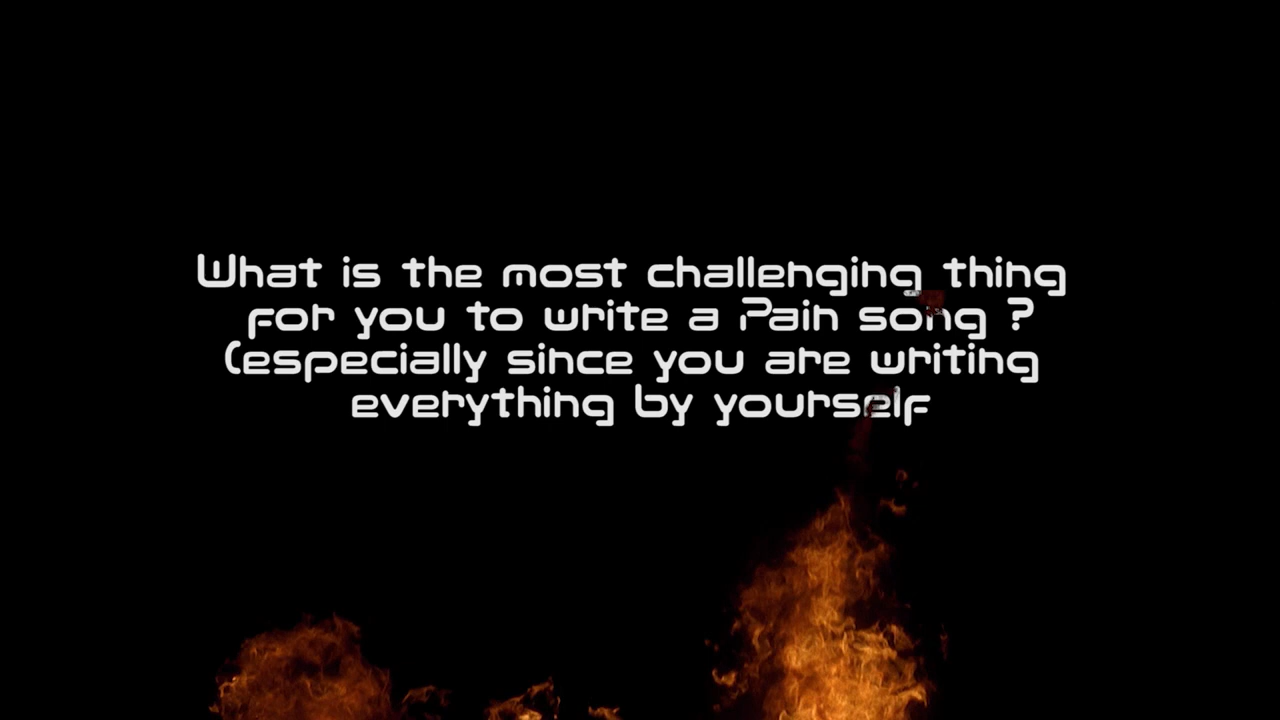 What is the most challenging thing
for you to write a Pain song ?
(especially since you are writing
everything by yourself